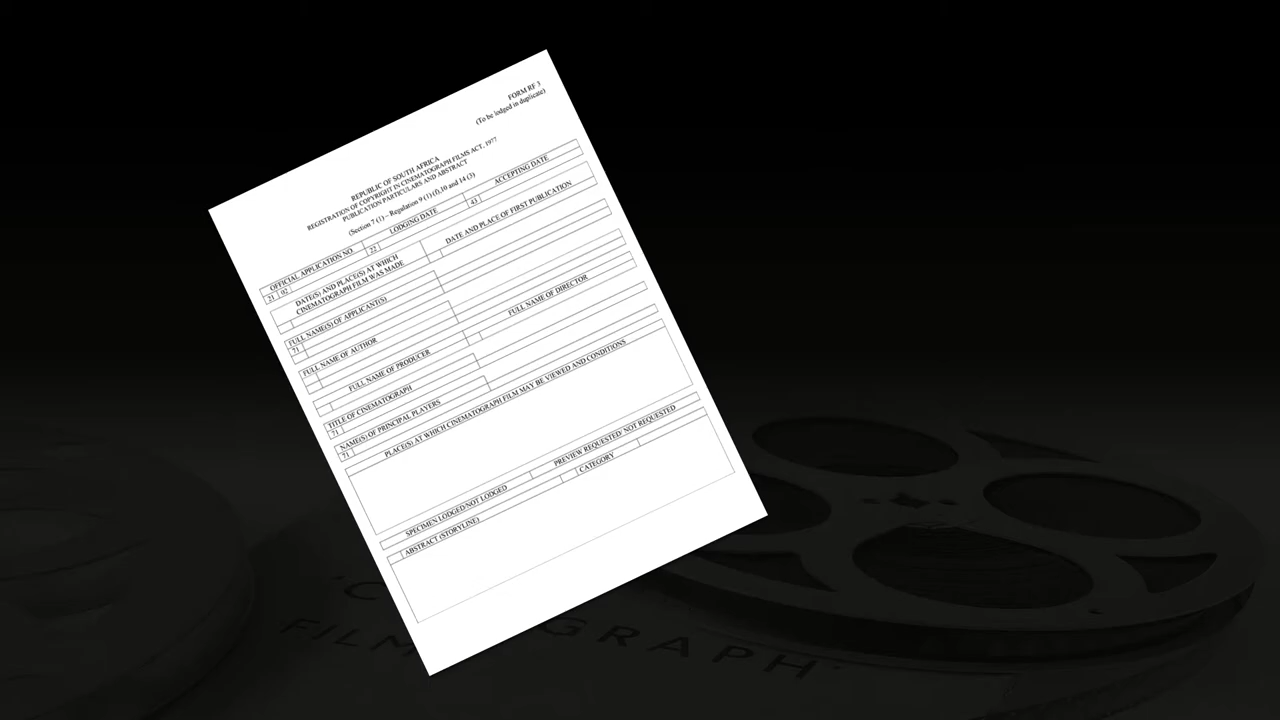 FORM RF 3
(To be lodged in duplicate)
REPUBLIC OF SOUTH AFRICA
REGISTRATION OF COPYRIGHT IN CINEMATOGRAPH FILMS ACT, 1977
PUBLICATION PARTICULARS AND ABSTRACT
(Section 7 (1) – Regulation 9 (1) (f),10 and 14 (3)
OFFICIAL APPLICATION NO. LODGING DATE ACCEPTING DATE
21 02 22 43
DATE(S) AND PLACE(S) AT WHICH
CINEMATOGRAPH FILM WAS MADE
DATE AND PLACE OF FIRST PUBLICATION
FULL NAME(S) OF APPLICANT(S)
71
FULL NAME OF AUTHOR
FULL NAME OF PRODUCER FULL NAME OF DIRECTOR
TITLE OF CINEMATOGRAPH
71
NAME(S) OF PRINCIPAL PLAYERS
71
PLACE(S) AT WHICH CINEMATOGRAPH FILM MAY BE VIEWED AND CONDITIONS
SPECIMEN LODGED/NOT LODGED PREVIEW REQUESTED/ NOT REQUESTED
ABSTRACT (STORYLINE) CATEGORY
FILM
GRAPH